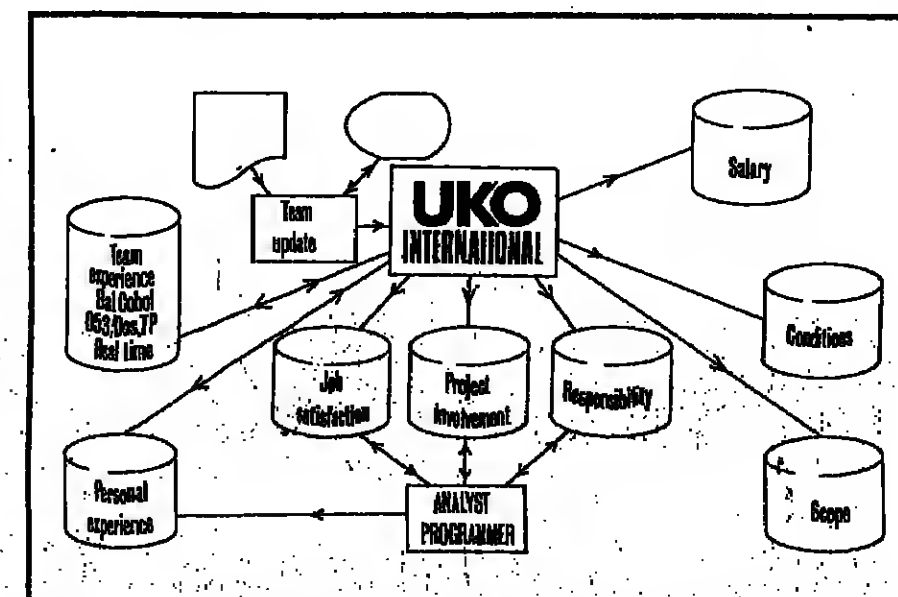 Salary
UKO
INTERNATIONAL
Team
update
Team
experience
Bal Cobol
OS3,Dos,TP
Real Time
Conditions
Job
satisfaction
Project
involvement
Responsibility
Personal
experience
ANALYST
PROGRAMMER
Scope